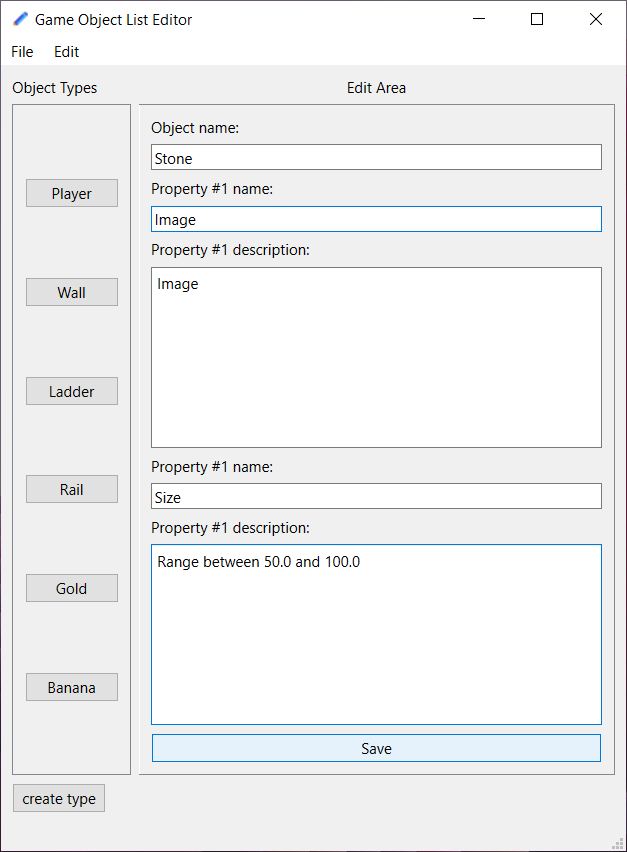 Game Object List Editor
File Edit
Object Types
Edit Area
Player
Wall
Ladder
Rail
Gold
Banana
create type
Object name:
Stone
Property #1 name:
Image
Property #1 description:
Image
Property #1 name:
Size
Property #1 description:
Range between 50.0 and 100.0
Save